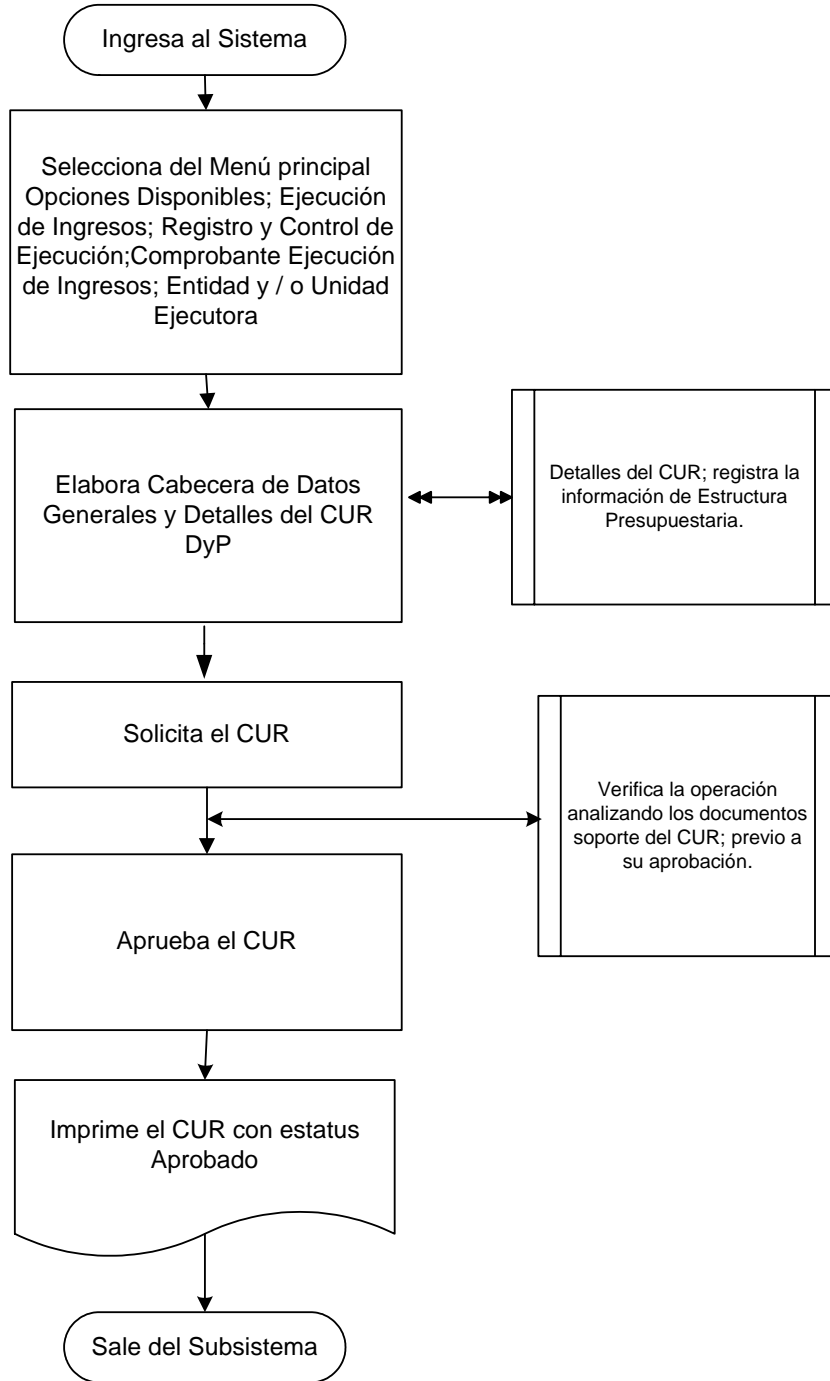 Ingresa al Sistema
Selecciona del Menú principal
Opciones Disponibles; Ejecución
de Ingresos; Registro y Control de
Ejecución;Comprobante Ejecución
de Ingresos; Entidad y / o Unidad
Ejecutora
Elabora Cabecera de Datos
Generales y Detalles del CUR
DyP
Detalles del CUR; registra la
información de Estructura
Presupuestaria.
Solicita el CUR
Verifica la operación
analizando los documentos
soporte del CUR; previo a
su aprobación.
Aprueba el CUR
Imprime el CUR con estatus
Aprobado
Sale del Subsistema